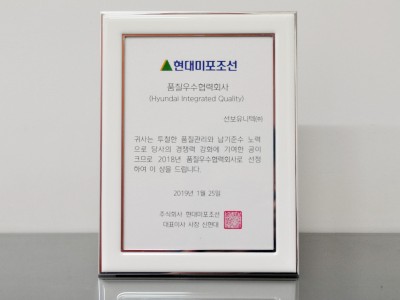 현대미포조선
품질우수협력회사
(Hyundai Integrated Quality)
선보유니텍㈜
귀사는 투철한 품질관리와 납기준수 노력
으로 당사의 경쟁력 강화에 기여한 공이
크므로 2018년 품질우수협력회사로 선정
하여 이 상을 드립니다.
2019년 1월 25일
주식회사 현대미포조선
대표이사 사장 신현대